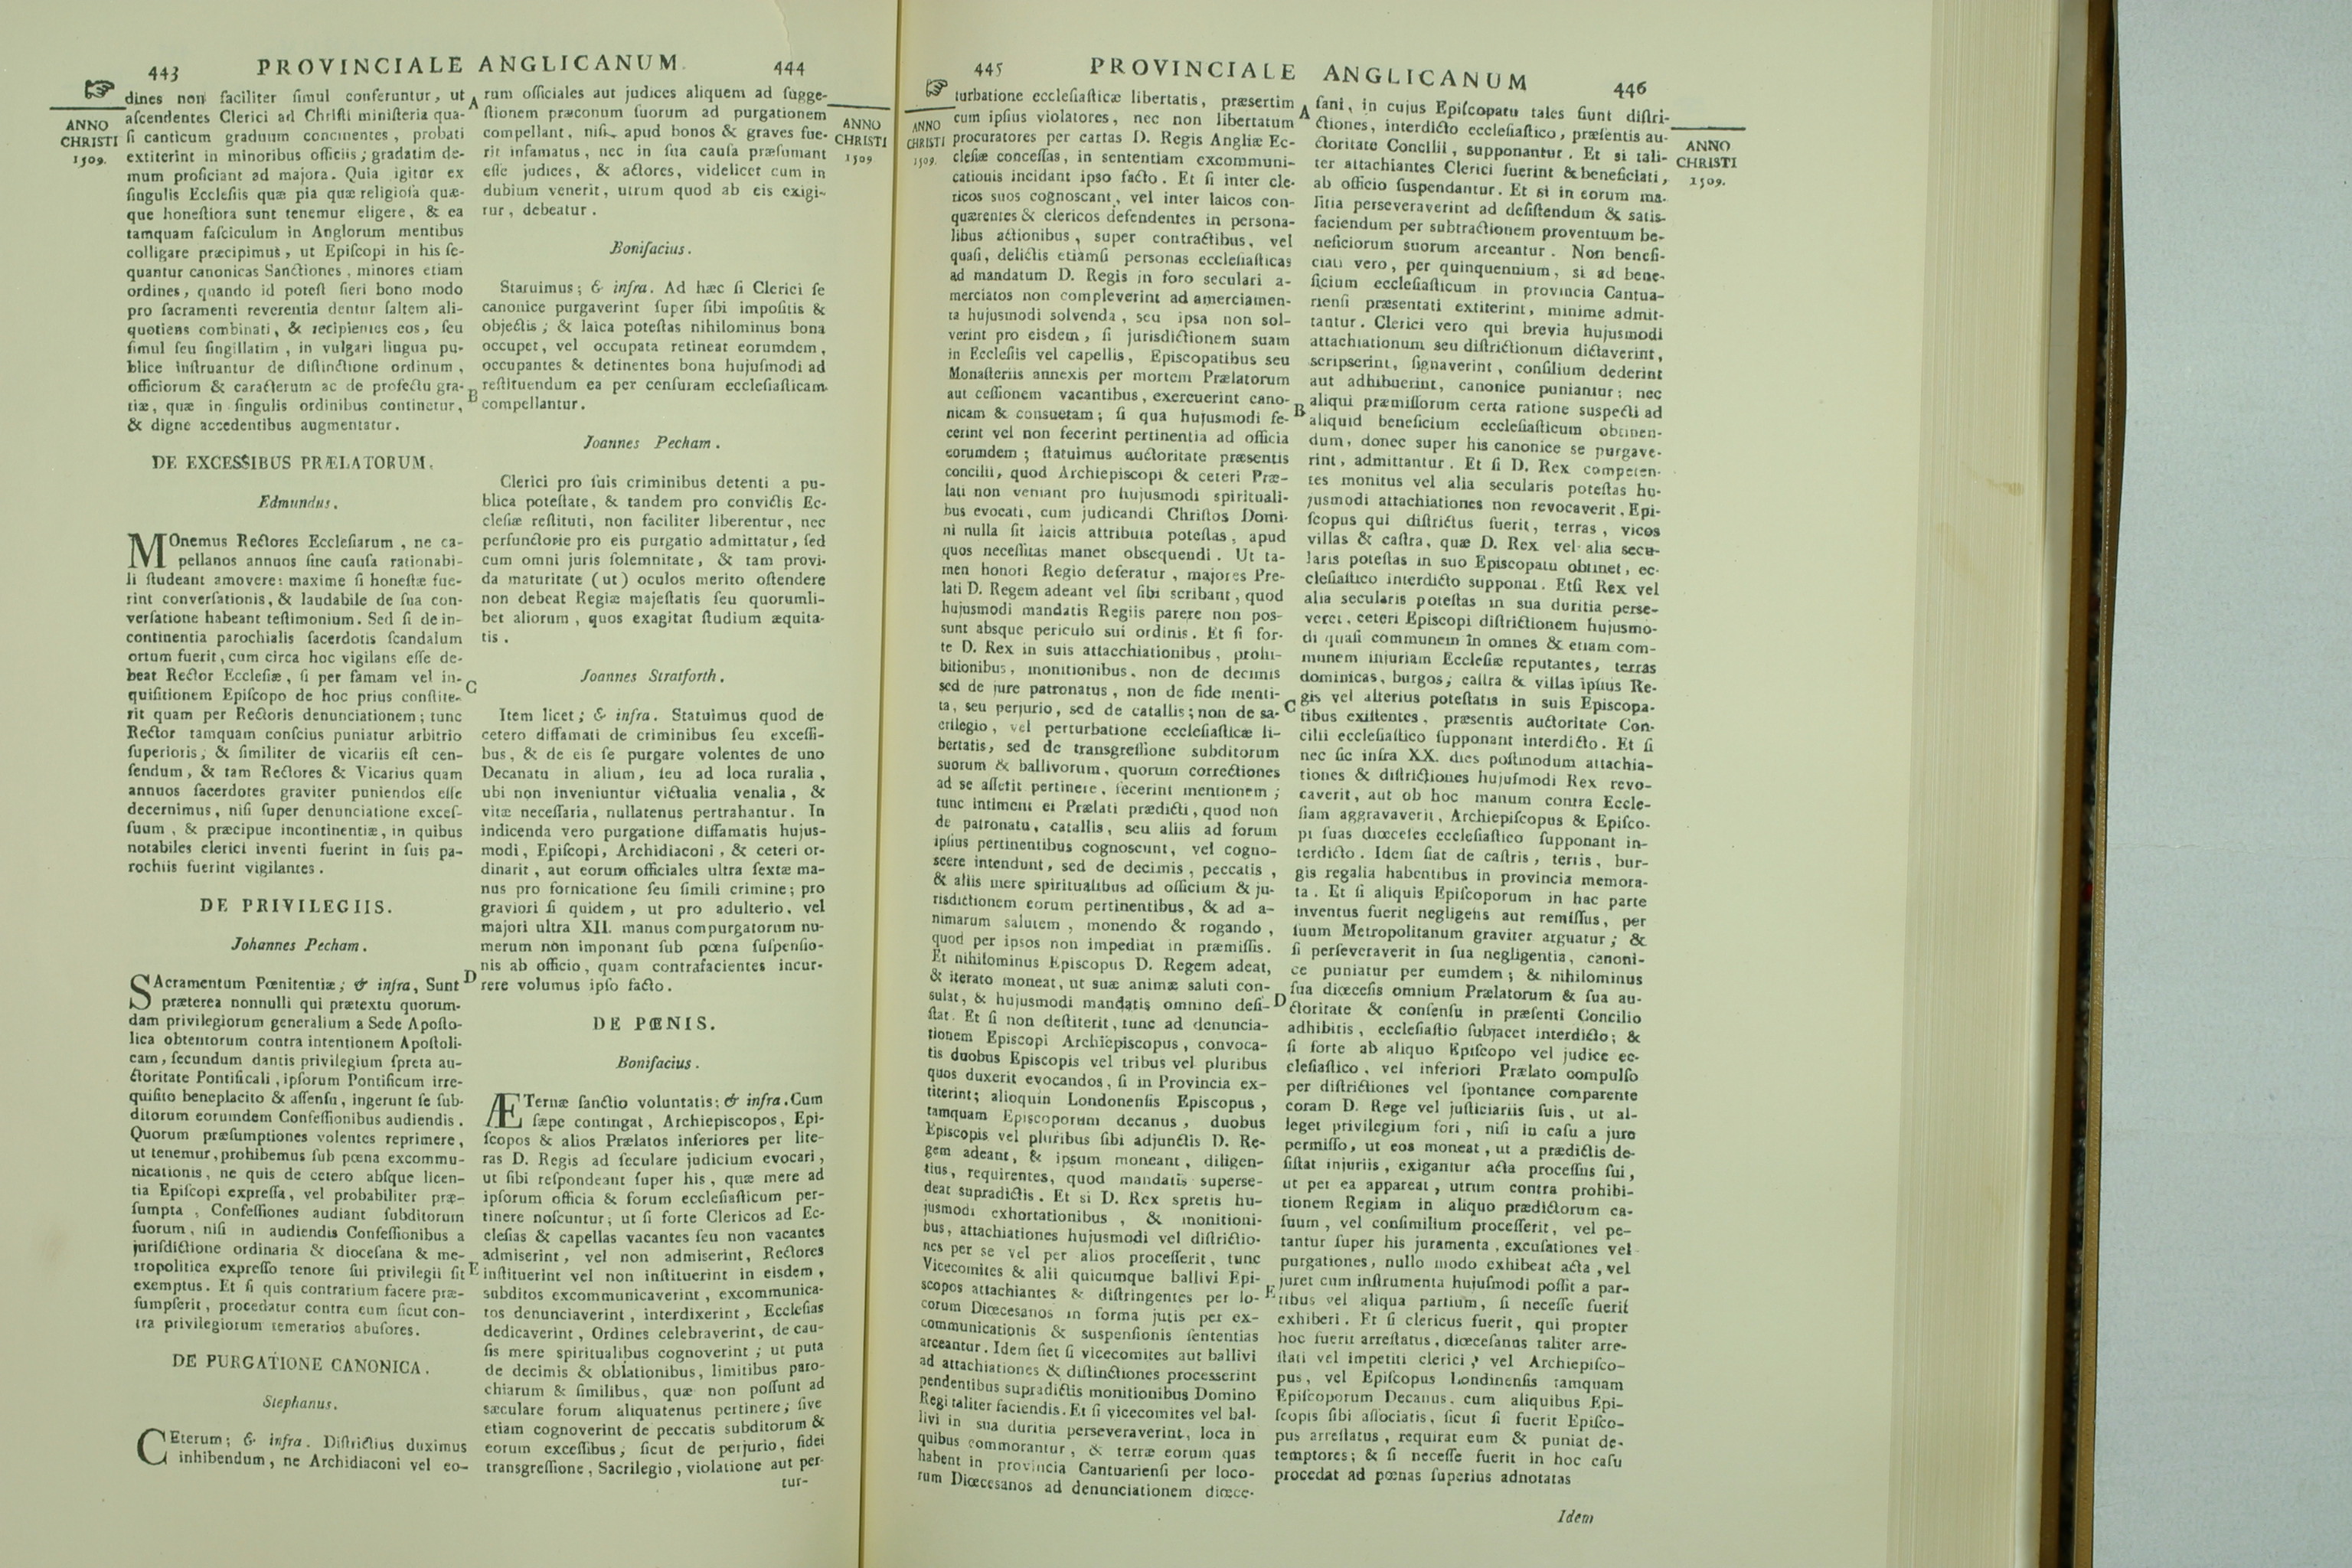 443 PROVINCIALE ANGLICANUM. 444
☞
ANNO
CHRISTI
1509.
dines non faciliter ſimul conferuntur, ut
aſcendentes Clerici ad Chriſti miniſteria qua-
ſi canticum graduum concinentes, probati
extiterint in minoribus officiis; gradatim de-
mum proficiant ad majora. Quia igitur ex
ſingulis Eccleſiis quæ pia quæ religioſa quæ-
que honeſtiora sunt tenemur eligere, & ea
tamquam faſciculum in Anglorum mentibus
colligare præcipimus, ut Epiſcopi in his ſe-
quantur canonicas Sanctiones, minores etiam
ordines, quando id poteſt fieri bono modo
pro ſacramenti reverentia dentur ſaltem ali-
quotiens combinati, & recipientes eos, ſeu
ſimul ſeu ſingillatim, in vulgari lingua pu-
blice inſtruantur de diſtinctione ordinum,
officiorum & caracterum ac de profectu gra-
tiæ, quæ in ſingulis ordinibus continetur,
& digne accedentibus augmentatur.
DE EXCESSIBUS PRÆLATORUM.
Edmundus.
MOnemus Rectores Eccleſiarum, ne ca-
pellanos annuos ſine cauſa rationabi-
li ſtudeant amovere: maxime ſi honeſtæ fue-
rint converſationis, & laudabile de ſua con-
verſatione habeant teſtimonium. Sed ſi de in-
continentia parochialis ſacerdotis ſcandalum
ortum fuerit, cum circa hoc vigilans eſſe de-
beat Rector Eccleſiæ, ſi per famam vel in-
quiſitionem Epiſcopo de hoc prius conſtite-
rit quam per Rectoris denunciationem; tunc
Rector tamquam conſcius puniatur arbitrio
ſuperioris, & ſimiliter de vicariis eſt cen-
ſendum, & tam Rectores & Vicarius quam
annuos ſacerdotes graviter puniendos eſſe
decernimus, niſi ſuper denunciatione exceſ-
ſuum, & præcipue incontinentiæ, in quibus
notabiles clerici inventi fuerint in ſuis pa-
rochiis fuerint vigilantes.
DE PRIVILEGIIS.
Johannes Pecham.
SAcramentum Pœnitentiæ; & infra, Sunt
præterea nonnulli qui prætextu quorum-
dam privilegiorum generalium a Sede Apoſto-
lica obtentorum contra intentionem Apoſtoli-
cam, ſecundum dantis privilegium ſpreta au-
ctoritate Pontificali, ipſorum Pontificum irre-
quiſito beneplacito & aſſenſu, ingerunt ſe ſub-
ditorum eorumdem Confeſſionibus audiendis.
Quorum præſumptiones volentes reprimere,
ut tenemur, prohibemus ſub pœna excommu-
nicationis, ne quis de cetero abſque licen-
tia Epiſcopi expreſſa, vel probabiliter præ-
ſumpta, Confeſſiones audiant ſubditorum
ſuorum, niſi in audiendis Confeſſionibus a
juriſdictione ordinaria & dioceſana & me-
tropolitica expreſſo tenore ſui privilegii ſit
exemptus. Et ſi quis contrarium facere præ-
ſumpſerit, procedatur contra eum ſicut con-
tra privilegiorum temerarios abuſores.
DE PURGATIONE CANONICA.
Stephanus.
CEterum; & infra. Diſtrictius duximus
inhibendum, ne Archidiaconi vel eo-
A
B
C
D
E
rum officiales aut judices aliquem ad ſugge-
ſtionem præconum ſuorum ad purgationem
compellant, niſi apud bonos & graves fue-
rit infamatus, nec in ſua cauſa præſumant
eſſe judices, & actores, videlicet cum in
dubium venerit, utrum quod ab eis exigi-
tur, debeatur.
Bonifacius.
Statuimus; & infra. Ad hæc ſi Clerici ſe
canonice purgaverint ſuper ſibi impoſitis &
objectis; & laica poteſtas nihilominus bona
occupet, vel occupata retineat eorumdem,
occupantes & detinentes bona hujuſmodi ad
reſtituendum ea per cenſuram eccleſiaſticam
compellantur.
Joannes Pecham.
Clerici pro ſuis criminibus detenti a pu-
blica poteſtate, & tandem pro convictis Ec-
cleſiæ reſtituti, non faciliter liberentur, nec
perfunctorie pro eis purgatio admittatur, ſed
cum omni juris ſolemnitate, & tam provi-
da maturitate (ut) oculos merito oſtendere
non debeat Regiæ majeſtatis ſeu quorumli-
bet aliorum, quos exagitat ſtudium æquita-
tis.
Joannes Stratforth.
Item licet; & infra. Statuimus quod de
cetero diffamati de criminibus ſeu exceſſi-
bus, & de eis ſe purgare volentes de uno
Decanatu in alium, ſeu ad loca ruralia,
ubi non inveniuntur victualia venalia, &
vitæ neceſſaria, nullatenus pertrahantur. In
indicenda vero purgatione diffamatis hujus-
modi, Epiſcopi, Archidiaconi, & ceteri or-
dinarit, aut eorum officiales ultra ſextæ ma-
nus pro fornicatione ſeu ſimili crimine; pro
graviori ſi quidem, ut pro adulterio, vel
majori ultra XII. manus compurgatorum nu-
merum non imponant ſub pœna ſuſpenſio-
nis ab officio, quam contrafacientes incur-
rere volumus ipſo facto.
DE PŒNIS.
Bonifacius.
ÆTernæ ſanctio voluntatis: & infra. Cum
ſæpe contingat, Archiepiscopos, Epi-
ſcopos & alios Prælatos inferiores per lite-
ras D. Regis ad ſeculare judicium evocari,
ut ſibi reſpondeant ſuper his, quæ mere ad
ipſorum officia & forum eccleſiaſticum per-
tinere noſcuntur; ut ſi forte Clericos ad Ec-
cleſias & capellas vacantes ſeu non vacantes
admiserint, vel non admiserint, Rectores
inſtituerint vel non inſtituerint in eisdem,
subditos excommunicaverint, excommunica-
tos denunciaverint, interdixerint, Eccleſias
dedicaverint, Ordines celebraverint, de cau-
ſis mere spiritualibus cognoverint; ut puta
de decimis & oblationibus, limitibus paro-
chiarum & ſimilibus, quæ non poſſunt ad
sæculare forum aliquatenus pertinere; ſive
etiam cognoverint de peccatis subditorum &
eorum exceſſibus, ſicut de perjurio, fidei
transgreſſione, Sacrilegio, violatione aut per-
tur-
ANNO
CHRISTI
1509
445 PROVINCIALE ANGLICANUM 446
☞
ANNO
CHRISTI
1509.
turbatione eccleſiaſticæ libertatis, præsertim
cum ipſius violatores, nec non libertatum
procuratores per cartas D. Regis Angliæ Ec-
cleſiæ conceſſas, in sententiam excommuni-
catiouis incidant ipso facto. Et ſi inter cle-
ricos suos cognoscant, vel inter laicos con-
quærentes & clericos defendentes in persona-
libus actionibus, super contractibus, vel
quaſi, delictis etiamſi personas eccleſiaſticas
ad mandatum D. Regis in foro seculari a-
merciatos non compleverint ad amerciamen-
ta hujusmodi solvenda, seu ipsa non sol-
verint pro eisdem, ſi jurisdictionem suam
in Eccleſiis vel capellis, Episcopatibus seu
Monaſteriis annexis per mortem Prælatorum
aut ceſſionem vacantibus, exercuerint cano-
nicam & consuetam; ſi qua hujusmodi fe-
cerint vel non fecerint pertinentia ad officia
eorumdem; ſtatuimus auctoritate præsentis
concilii, quod Archiepiscopi & ceteri Præ-
lati non veniant pro hujusmodi spirituali-
bus evocati, cum judicandi Chriſtos Domi-
ni nulla ſit laicis attributa poteſtas, apud
quos neceſſitas manet obsequendi. Ut ta-
men honori Regio deferatur, majores Pre-
lati D. Regem adeant vel ſibi scribant, quod
hujusmodi mandatis Regiis parere non pos-
sunt absque periculo sui ordinis. Et ſi for-
te D. Rex in suis attacchiationibus, prohi-
bitionibus, monitionibus, non de decimis
sed de jure patronatus, non de fide menti-
ta, seu perjurio, sed de catallis; non de sa-
crilegio, vel perturbatione eccleſiaſticæ li-
bertatis, sed de transgreſſione subditorum
suorum & ballivorum, quorum correctiones
ad se aſſerit pertinere, fecerint mentionem;
tunc intiment ei Prælati prædicti, quod non
de patronatu, catallis, seu aliis ad forum
ipſius pertinentibus cognoscunt, vel cogno-
scere intendunt, sed de decimis, peccatis,
& aliis mere spiritualibus ad officium & ju-
risdictionem eorum pertinentibus, & ad a-
nimarum salutem, monendo & rogando,
quod per ipsos non impediat in præmiſſis.
Et nihilominus Episcopus D. Regem adeat,
& iterato moneat, ut suæ animæ saluti con-
sulat, & hujusmodi mandatis omnino deſi-
ſtat. Et ſi non deſtiterit, tunc ad denuncia-
tionem Episcopi Archiepiscopus, convoca-
tis duobus Episcopis vel tribus vel pluribus
quos duxerit evocandos, ſi in Provincia ex-
titerint; alioquin Londonenſis Episcopus,
tamquam Episcoporum decanus, duobus
Episcopis vel pluribus ſibi adjunctis D. Re-
gem adeant, & ipsum moneant, diligen-
tius, requirentes, quod mandatis superse-
deat supradictis. Et si D. Rex spretis hu-
jusmodi exhortationibus, & monitioni-
bus, attachiationes hujusmodi vel diſtrictio-
nes per se vel per alios proceſſerit, tunc
Vicecomites & alii quicumque ballivi Epi-
scopos attachiantes & diſtringentes per lo-
corum Diœcesanos in forma juris per ex-
communicationis & suspenſionis ſententias
arceantur. Idem fiet ſi vicecomites aut ballivi
ad attachiationes & diſtinctiones processerint
pendentibus supradictis monitionibus Domino
Regi taliter faciendis. Et ſi vicecomites vel bal-
livi in sua duritia perseveraverint, loca in
quibus commorantur, & terræ eorum quas
habent in provincia Cantuarienſi per loco-
rum Diœcesanos ad denunciationem diœce-
A
B
C
D
E
ſani, in cujus Epiſcopatu tales fiunt diſtri-
ctiones, interdicto eccleſiaſtico, præſentis au-
ctoritate Concilii, supponantur. Et si tali-
ter attachiantes Clerici fuerint & beneficiati,
ab officio ſuspendantur. Et si in eorum ma-
litia perseveraverint ad deſiſtendum & satis-
faciendum per subtractionem proventuum be-
neficiorum suorum arceantur. Non benefi-
ciati vero, per quinquennium, si ad bene-
ficium eccleſiaſticum in provincia Cantua-
rienſi præsentati extiterint, minime admit-
tantur. Clerici vero qui brevia hujusmodi
attachiationum seu diſtrictionum dictaverint,
scripserint, ſignaverint, conſilium dederint
aut adhibuerint, canonice puniantur; nec
aliqui præmiſſorum certa ratione suspecti ad
aliquid beneficium eccleſiaſticum obtinen-
dum, donec super his canonice se purgave-
rint, admittantur. Et ſi D. Rex competen-
tes monitus vel alia secularis poteſtas hu-
jusmodi attachiationes non revocaverit, Epi-
ſcopus qui diſtrictus fuerit, terras, vicos
villas & caſtra, quæ D. Rex vel alia secu-
laris poteſtas in suo Episcopatu obtinet, ec-
cleſiaſtico interdicto supponat. Etſi Rex vel
alia secularis poteſtas in sua duritia perse-
veret, ceteri Episcopi diſtrictionem hujusmo-
di quaſi communem in omnes & etiam com-
munem injuriam Eccleſiæ reputantes, terras
dominicas, burgos, caſtra & villas ipſius Re-
gis vel alterius poteſtatis in suis Episcopa-
tibus exiſtentes, præsentis auctoritate Con-
cilii eccleſiaſtico ſupponant interdicto. Et ſi
nec ſic infra XX. dies poſtmodum attachia-
tiones & diſtrictioues hujuſmodi Rex revo-
caverit, aut ob hoc manum contra Eccle-
ſiam aggravaverit, Archiepiſcopus & Epiſco-
pi ſuas diœceſes eccleſiaſtico ſupponant in-
terdicto. Idem fiat de caſtris, terris, bur-
gis regalia habentibus in provincia memora-
ta. Et ſi aliquis Epiſcoporum in hac parte
inventus fuerit negligens aut remiſſus, per
ſuum Metropolitanum graviter arguatur; &
ſi perſeveraverit in ſua negligentia, canoni-
ce puniatur per eumdem; & nihilominus
ſua diœceſis omnium Prælatorum & ſua au-
ctoritate & conſenſu in præſenti Concilio
adhibitis, eccleſiaſtio ſubjacet interdicto; &
ſi forte ab aliquo Epiſcopo vel judice ec-
cleſiaſtico, vel inferiori Prælato compulſo
per diſtrictiones vel ſpontance comparente
coram D. Rege vel juſticiariis ſuis, ut al-
leget privilegium fori, niſi in caſu a jure
permiſſo, ut eos moneat, ut a prædictis de-
ſiſtat injuriis, exigantur acta proceſſus ſui,
ut per ea appareat, utrum contra prohibi-
tionem Regiam in aliquo prædictorum ca-
ſuum, vel conſimilium proceſſerit, vel pe-
tantur ſuper his juramenta, excuſationes vel
purgationes, nullo modo exhibeat acta, vel
juret cum inſtrumenta hujuſmodi poſſit a par-
tibus vel aliqua partium, ſi neceſſe fuerit
exhiberi. Et ſi clericus fuerit, qui propter
hoc fuerit arreſtatus, diœceſanus taliter arre-
ſtati vel impetiti clerici, vel Archiepiſco-
pus, vel Epiſcopus Londinenſis tamquam
Epiſcoporum Decanus, cum aliquibus Epi-
ſcopis ſibi aſſociatis, ſicut ſi fuerit Epiſco-
pus arreſtatus, requirat eum & puniat de-
temptores; & ſi neceſſe fuerit in hoc caſu
procedat ad pœnas ſuperius adnotatas
Idem
ANNO
CHRISTI
1509.